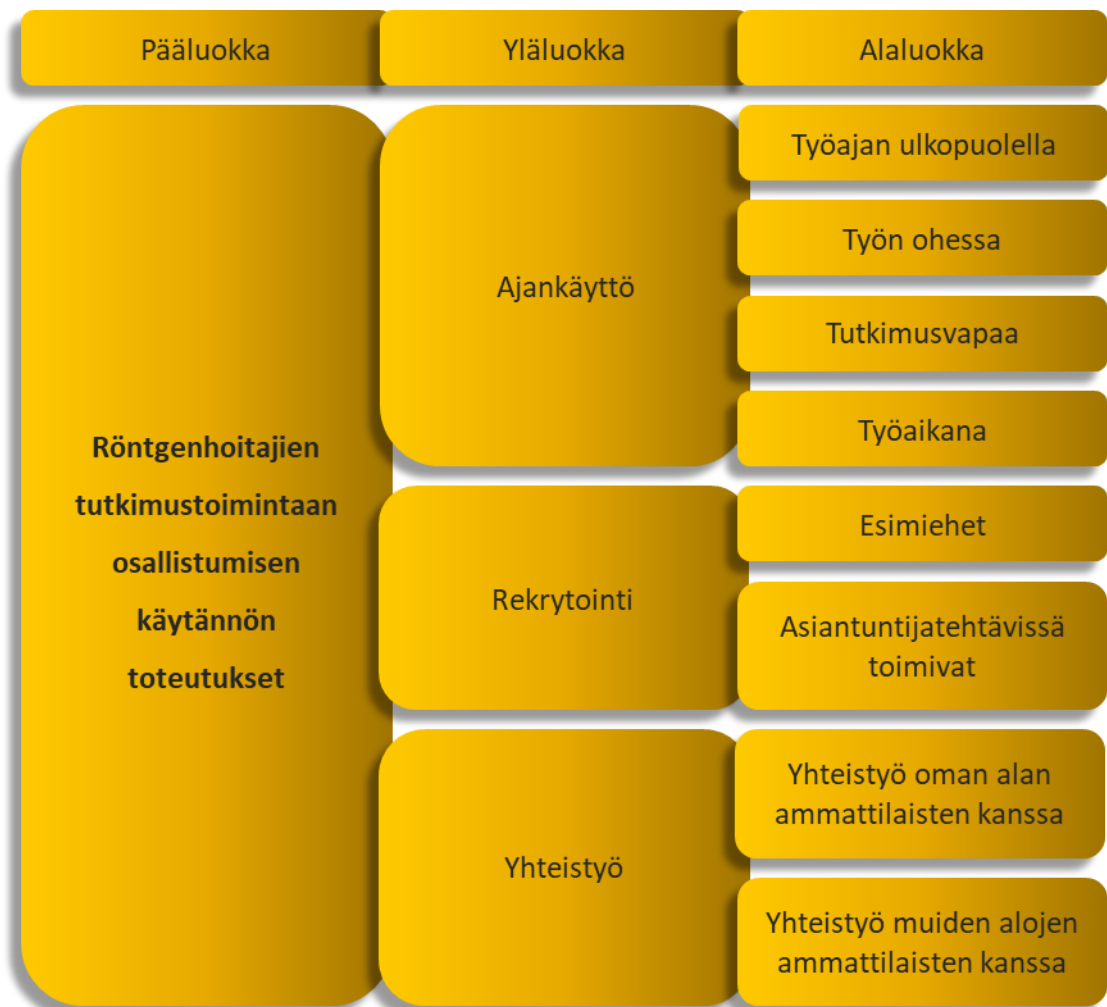 Pääluokka
Yläluokka
Alaluokka
Röntgenhoitajien
tutkimustoimintaan
osallistumisen
käytännön
toteutukset
Ajankäyttö
Työajan ulkopuolella
Työn ohessa
Tutkimusvapaa
Työaikana
Rekrytointi
Esimiehet
Asiantuntijatehtävissä
toimivat
Yhteistyö
Yhteistyö oman alan
ammattilaisten kanssa
Yhteistyö muiden alojen
ammattilaisten kanssa